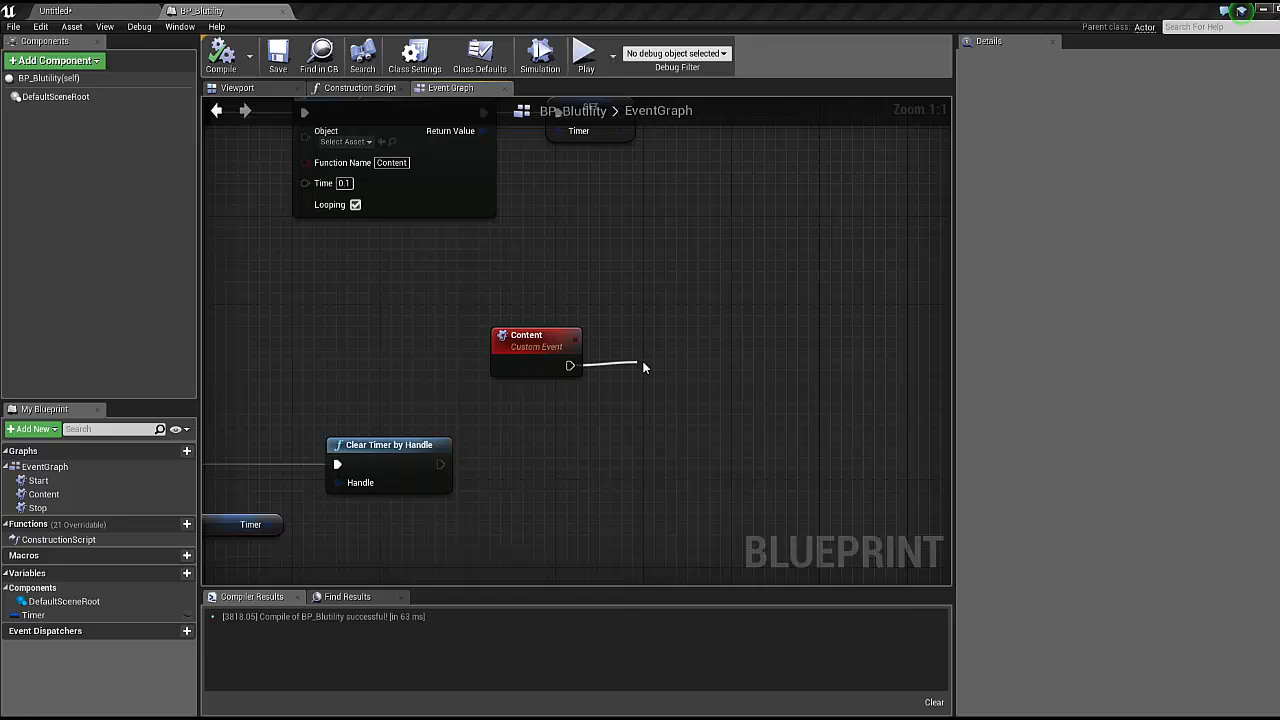 Untitled*
BP_Blutility
File Edit Asset View Debug Window Help
Parent class: Actor
Search For Help
Components
+Add Component
BP_Blutility(self)
DefaultSceneRoot
Compile
Save
Find in CB
Search
Class Settings
Class Defaults
Simulation
Play
No debug object selected
Debug Filter
Details
Viewport
Construction Script
Event Graph
BP_Blutility > EventGraph
Zoom 1:1
SET
Object
Select Asset
Return Value
Timer
Function Name Content
Time 0.1
Looping
Content
Custom Event
Clear Timer by Handle
Handle
Timer
BLUEPRINT
My Blueprint
+Add New
Search
Graphs
EventGraph
Start
Content
Stop
Functions (21 Overridable)
ConstructionScript
Macros
Variables
Components
DefaultSceneRoot
Timer
Event Dispatchers
Compiler Results
Find Results
[3818.05] Compile of BP_Blutility successful! [in 63 ms]
Clear